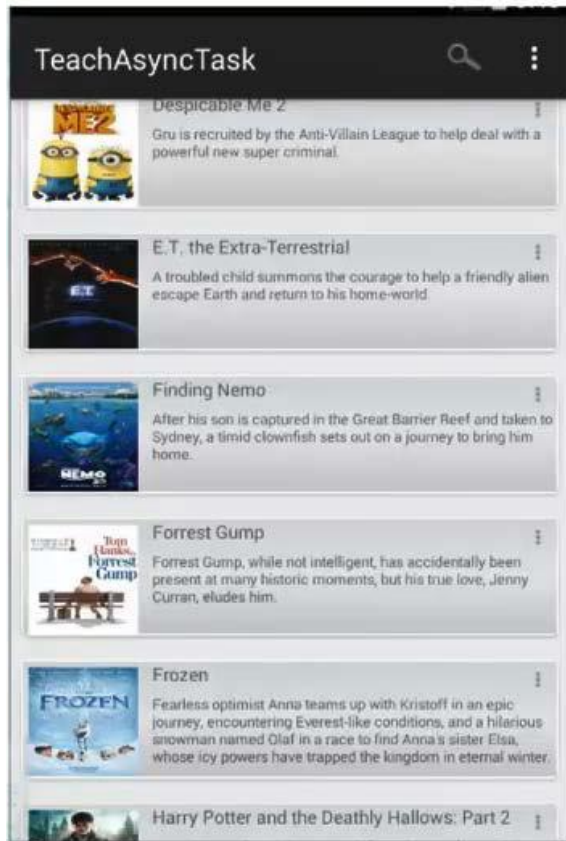 TeachAsyncTask
Despicable Me 2
ME2
Gru is recruited by the Anti-Villain League to help deal with a
powerful new super criminal.
E.T. the Extra-Terrestrial
E.T.
A troubled child summons the courage to help a friendly alien
escape Earth and return to his home-world
Finding Nemo
After his son is captured in the Great Barrier Reef and taken to
Sydney, a timid clownfish sets out on a journey to bring him
home.
NEMO
Forrest Gump
Tom
Hanks
Forrest
Gump
Forrest Gump, while not intelligent, has accidentally been
present at many historic moments, but his true love, Jenny
Curran, eludes him.
Frozen
FROZEN
Fearless optimist Anna teams up with Kristoff in an epic
journey, encountering Everest-like conditions, and a hilarious
snowman named Olaf in a race to find Anna's sister Elsa,
whose icy powers have trapped the kingdom in eternal winter.
Harry Potter and the Deathly Hallows: Part 2